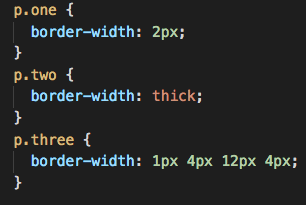 p.one {
  border-width: 2px;
}
p.two {
  border-width: thick;
}
p.three {
  border-width: 1px 4px 12px 4px;
}